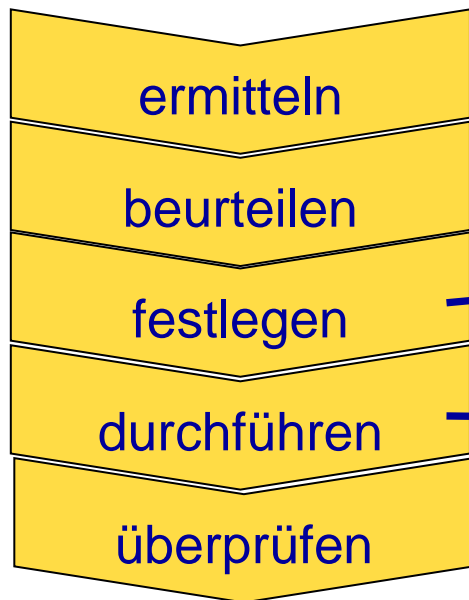 ermitteln
beurteilen
festlegen
durchführen
überprüfen